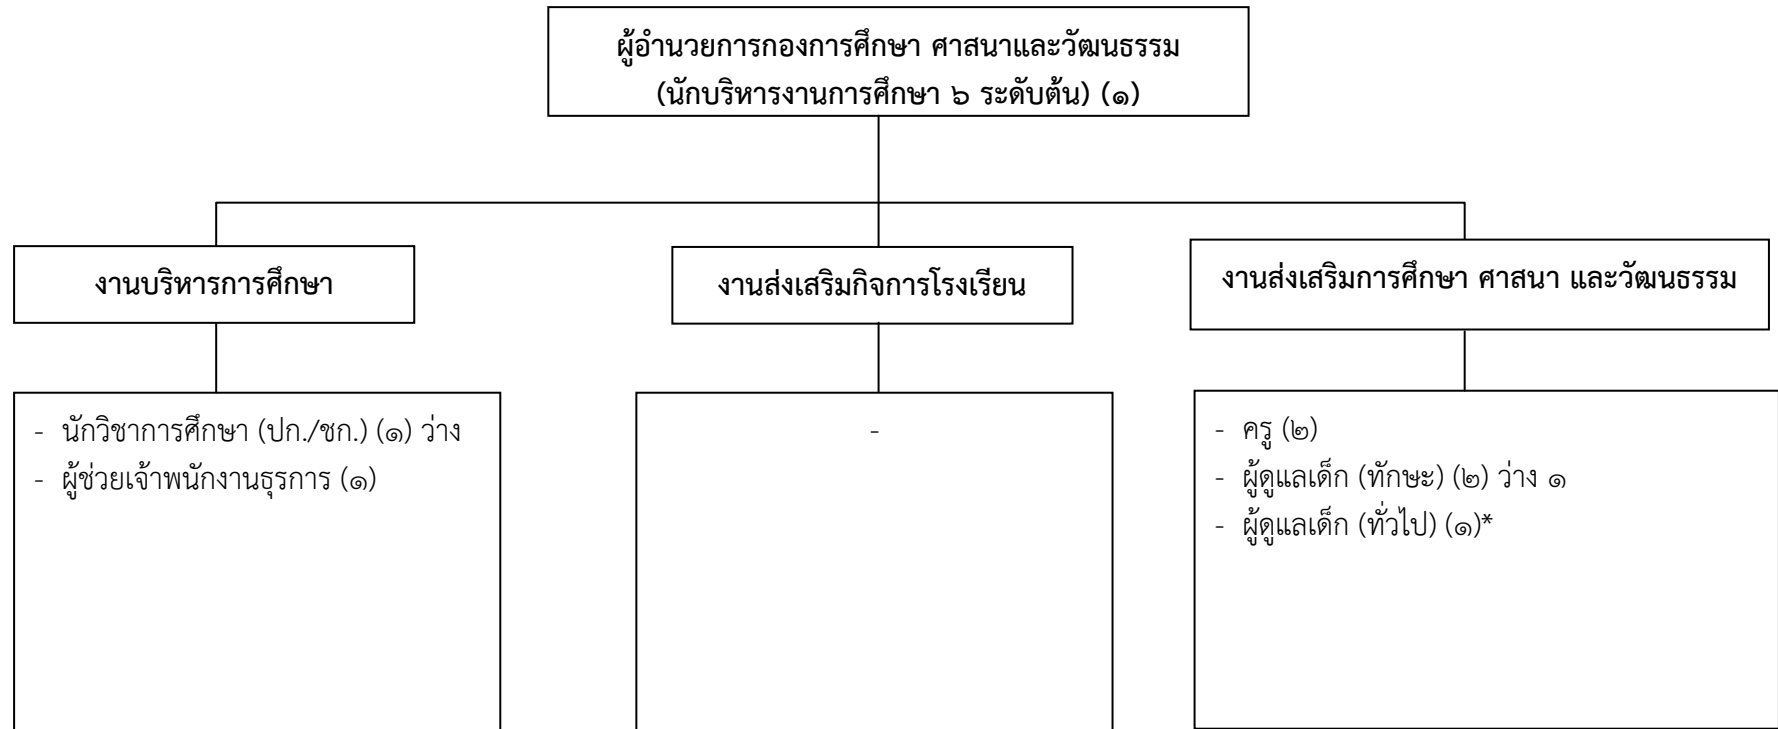 ผู้อำนวยการกองการศึกษา ศาสนาและวัฒนธรรม
(นักบริหารงานการศึกษา ๖ ระดับต้น) (๑)
งานบริหารการศึกษา
งานส่งเสริมกิจการโรงเรียน
งานส่งเสริมการศึกษา ศาสนา และวัฒนธรรม
- นักวิชาการศึกษา (ปก./ชก.) (๑) ว่าง
- ผู้ช่วยเจ้าพนักงานธุรการ (๑)
-
- ครู (๒)
- ผู้ดูแลเด็ก (ทักษะ) (๒) ว่าง ๑
- ผู้ดูแลเด็ก (ทั่วไป) (๑)*